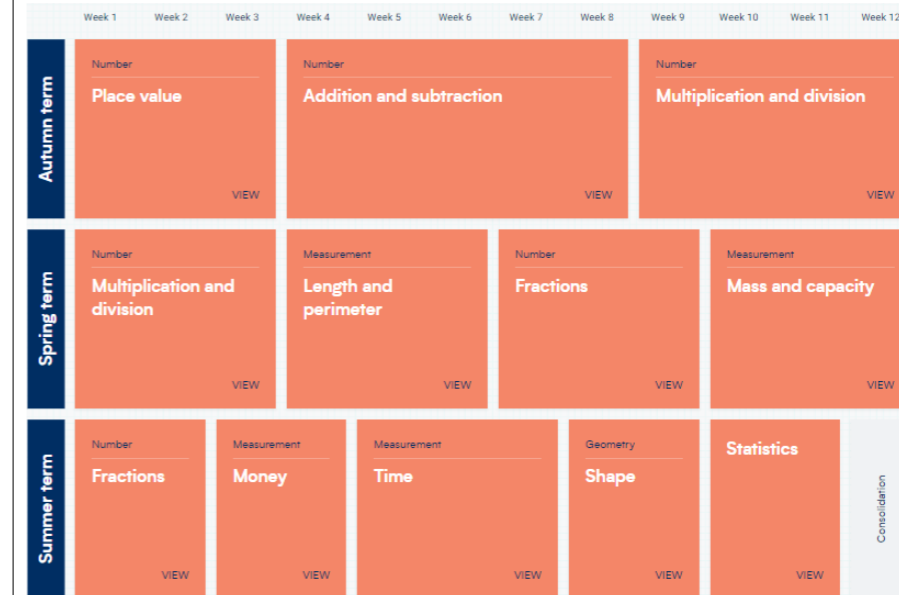 Week 1 Week 2 Week 3 Week 4 Week 5 Week 6 Week 7 Week 8 Week 9 Week 10 Week 11 Week 12
Autumn term
Number
Place value
VIEW
Number
Addition and subtraction
VIEW
Number
Multiplication and division
VIEW
Spring term
Number
Multiplication and
division
VIEW
Measurement
Length and
perimeter
VIEW
Number
Fractions
VIEW
Measurement
Mass and capacity
VIEW
Summer term
Number
Fractions
VIEW
Measurement
Money
VIEW
Measurement
Time
VIEW
Geometry
Shape
VIEW
Statistics
VIEW
Consolidation